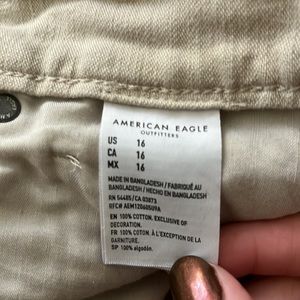 AMERICAN EAGLE
OUTFITTERS
US 16
CA 16
MX 16
MADE IN BANGLADESH / FABRIQUÉ AU
BANGLADESH / HECHO EN BANGLADESH
RN 54485/CA 03873
RFC# AEM1206050U9A
EN 100% COTTON, EXCLUSIVE OF
DECORATION.
FR 100% COTON, À L'EXCEPTION DE LA
GARNITURE.
SP 100% algodón.